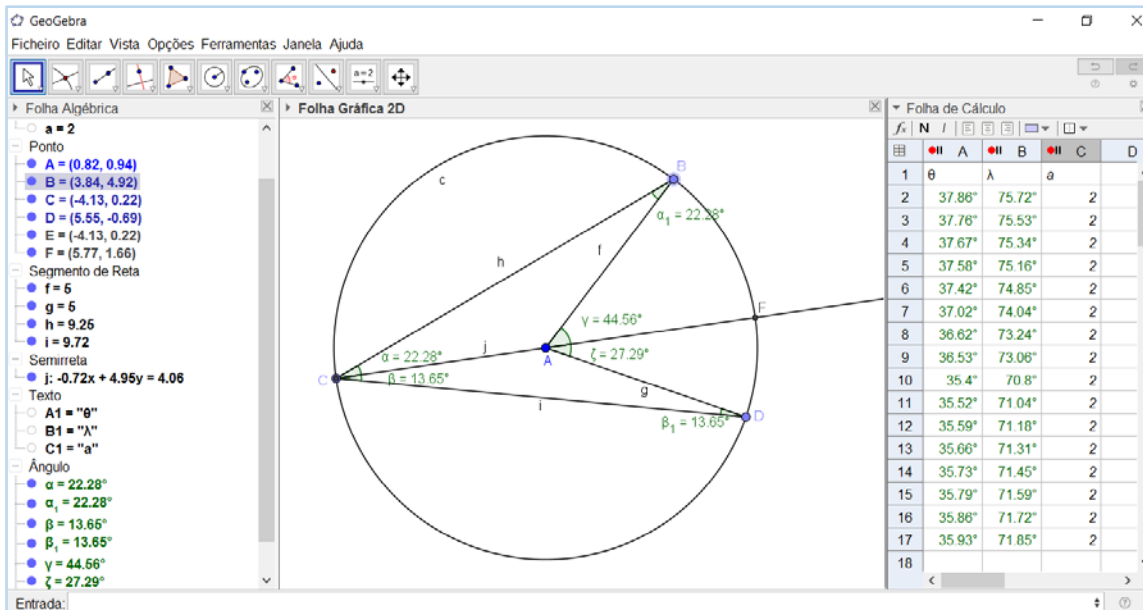 GeoGebra
Ficheiro Editar Vista Opções Ferramentas Janela Ajuda
a=2
Folha Algébrica
a = 2
Ponto
A = (0.82, 0.94)
B = (3.84, 4.92)
C = (-4.13, 0.22)
D = (5.55, -0.69)
E = (-4.13, 0.22)
F = (5.77, 1.66)
Segmento de Reta
f = 5
g = 5
h = 9.25
i = 9.72
Semirreta
j: -0.72x + 4.95y = 4.06
Texto
A1 = "θ"
B1 = "λ"
C1 = "a"
Ângulo
α = 22.28°
α₁ = 22.28°
β = 13.65°
β₁ = 13.65°
γ = 44.56°
ζ = 27.29°
Folha Gráfica 2D
c
B
α₁ = 22.28°
f
h
F
γ = 44.56°
j
α = 22.28°
ζ = 27.29°
A
C
β = 13.65°
g
i
D
β₁ = 13.65°
Folha de Cálculo
fx N I
A B C D
1 θ λ a
2 37.86° 75.72° 2
3 37.76° 75.53° 2
4 37.67° 75.34° 2
5 37.58° 75.16° 2
6 37.42° 74.85° 2
7 37.02° 74.04° 2
8 36.62° 73.24° 2
9 36.53° 73.06° 2
10 35.4° 70.8° 2
11 35.52° 71.04° 2
12 35.59° 71.18° 2
13 35.66° 71.31° 2
14 35.73° 71.45° 2
15 35.79° 71.59° 2
16 35.86° 71.72° 2
17 35.93° 71.85° 2
18
Entrada: